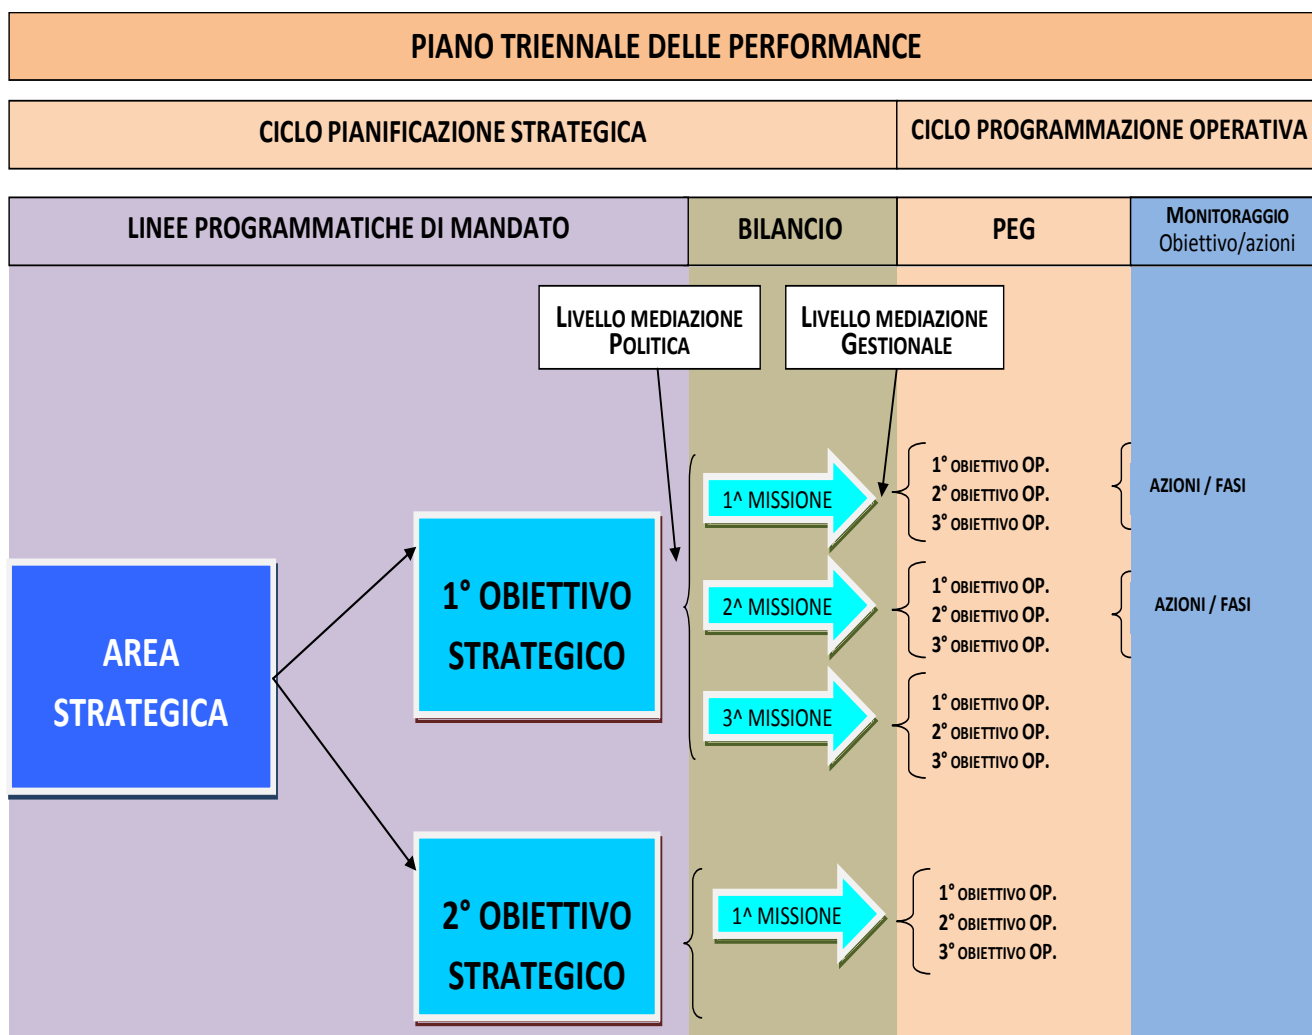 PIANO TRIENNALE DELLE PERFORMANCE
CICLO PIANIFICAZIONE STRATEGICA
CICLO PROGRAMMAZIONE OPERATIVA
LINEE PROGRAMMATICHE DI MANDATO
BILANCIO
PEG
MONITORAGGIO
Obiettivo/azioni
LIVELLO MEDIAZIONE
POLITICA
LIVELLO MEDIAZIONE
GESTIONALE
AREA
STRATEGICA
1° OBIETTIVO
STRATEGICO
1^ MISSIONE
1° OBIETTIVO OP.
2° OBIETTIVO OP.
3° OBIETTIVO OP.
AZIONI / FASI
2^ MISSIONE
1° OBIETTIVO OP.
2° OBIETTIVO OP.
3° OBIETTIVO OP.
AZIONI / FASI
3^ MISSIONE
1° OBIETTIVO OP.
2° OBIETTIVO OP.
3° OBIETTIVO OP.
2° OBIETTIVO
STRATEGICO
1^ MISSIONE
1° OBIETTIVO OP.
2° OBIETTIVO OP.
3° OBIETTIVO OP.